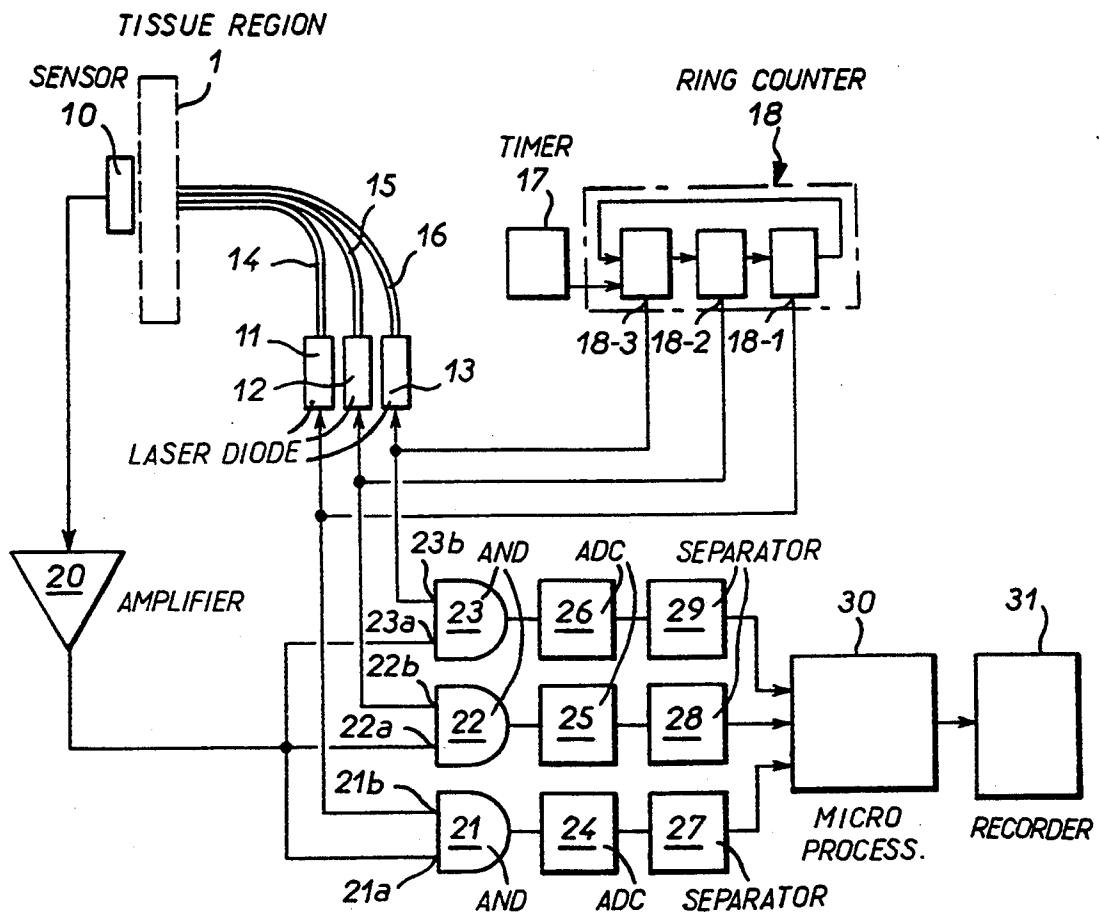 TISSUE REGION
1
SENSOR
10
RING COUNTER
18
TIMER
17
15
16
14
18-3 18-2 18-1
11
12
13
LASER DIODE
20
AMPLIFIER
23b AND ADC SEPARATOR
23 26 29
23a
30 31
22b
22 25 28
22a
21b
21 24 27
MICRO
PROCESS.
RECORDER
21a AND ADC SEPARATOR